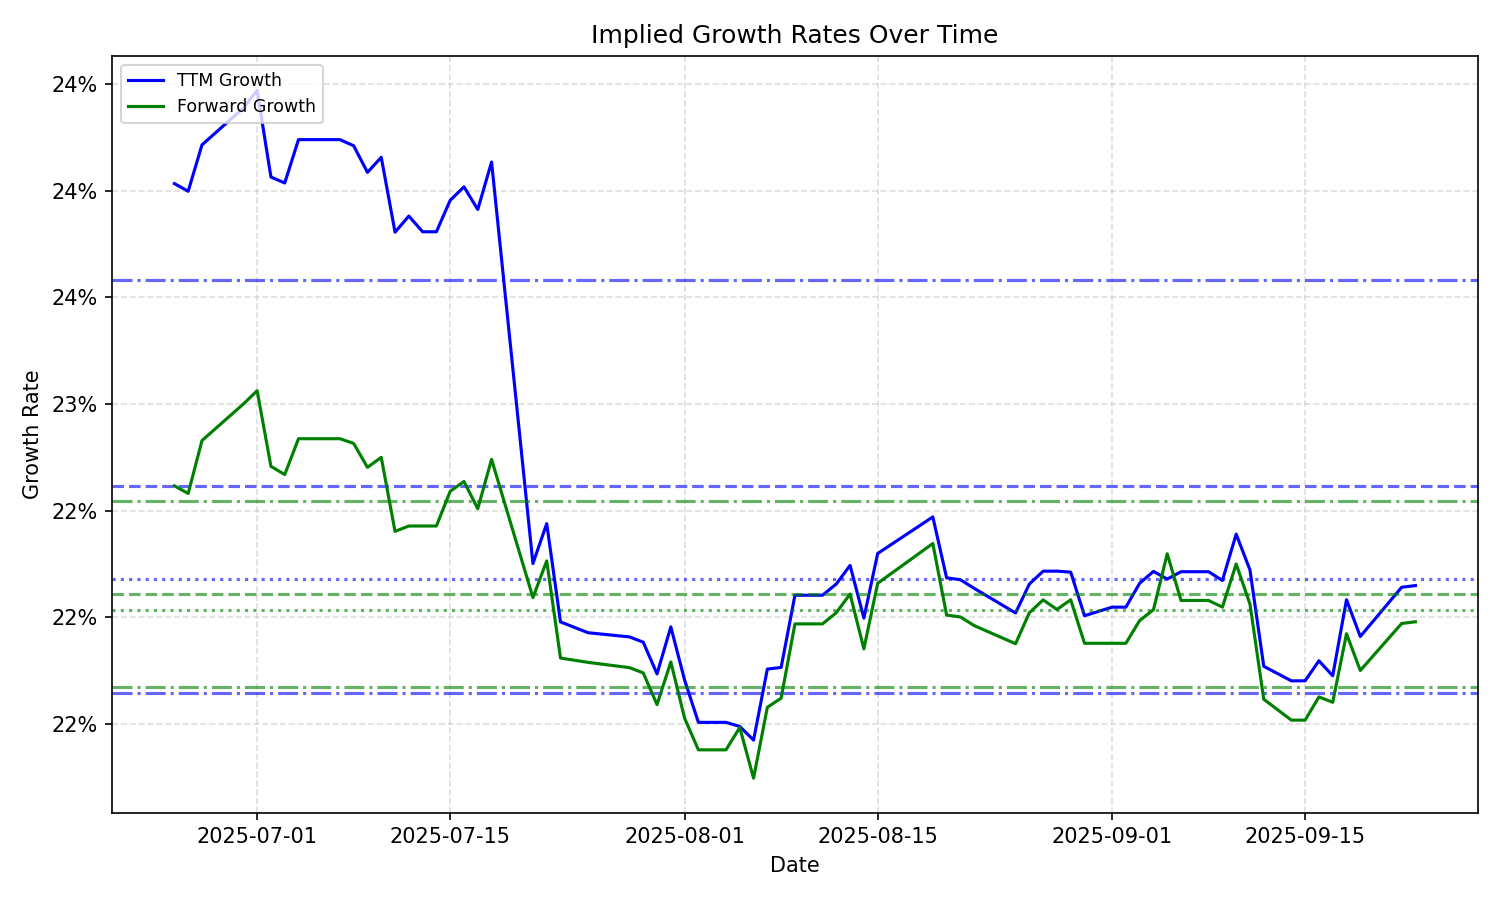 Implied Growth Rates Over Time
TTM Growth
Forward Growth
24%
24%
24%
23%
22%
22%
22%
Growth Rate
2025-07-01
2025-07-15
2025-08-01
2025-08-15
2025-09-01
2025-09-15
Date